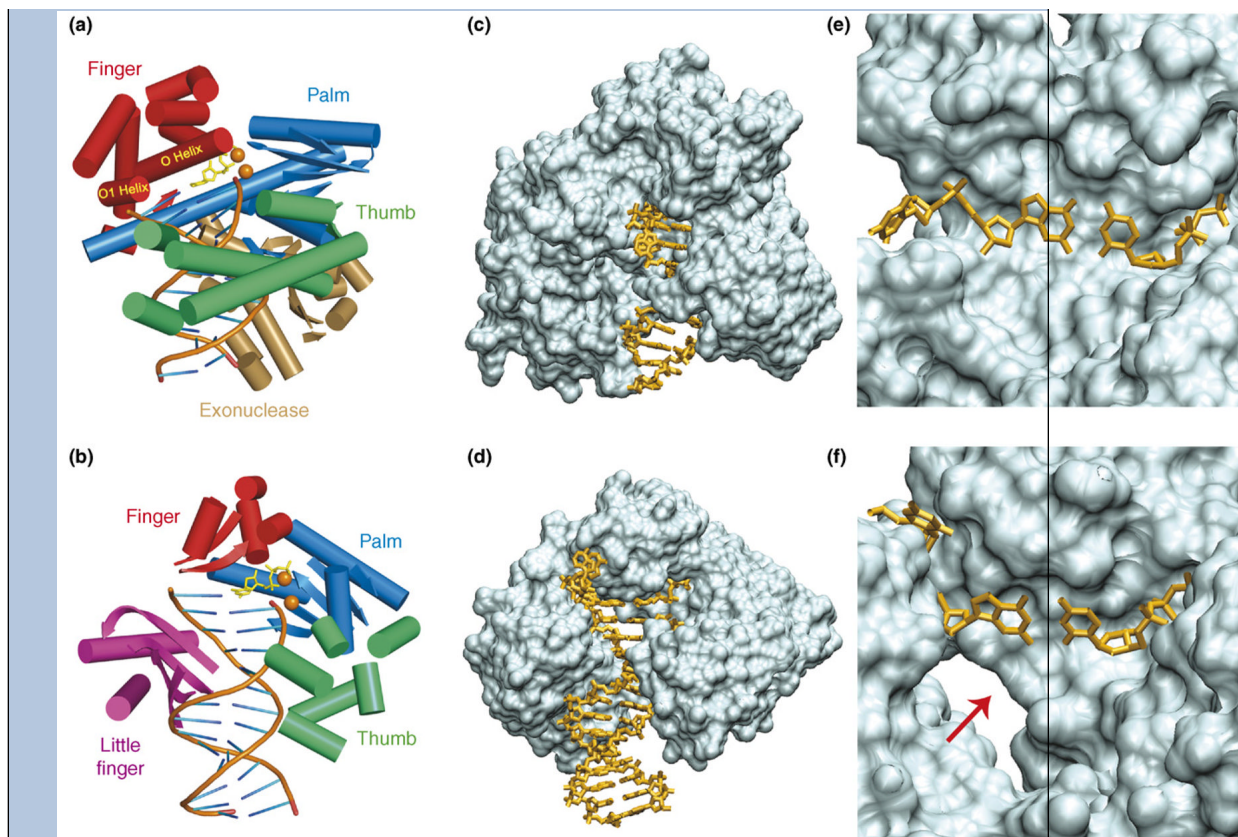 (a)
Finger
Palm
O Helix
O1 Helix
Thumb
Exonuclease
(c)
(e)
(b)
Finger
Palm
Little
finger
Thumb
(d)
(f)